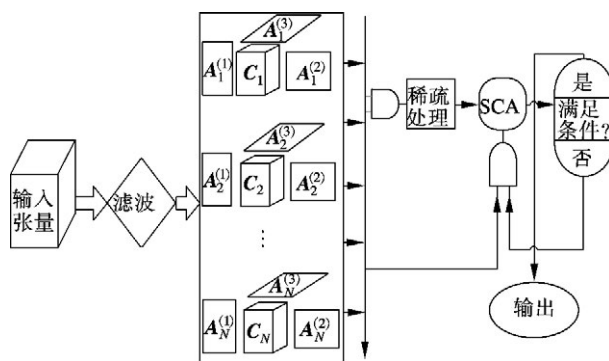 输入
张量
滤波
A₁⁽³⁾
A₁⁽¹⁾ C₁ A₁⁽²⁾
A₂⁽³⁾
A₂⁽¹⁾ C₂ A₂⁽²⁾
⋮
A_N⁽³⁾
A_N⁽¹⁾ C_N A_N⁽²⁾
稀疏
处理
SCA
是
满足
条件?
否
输出